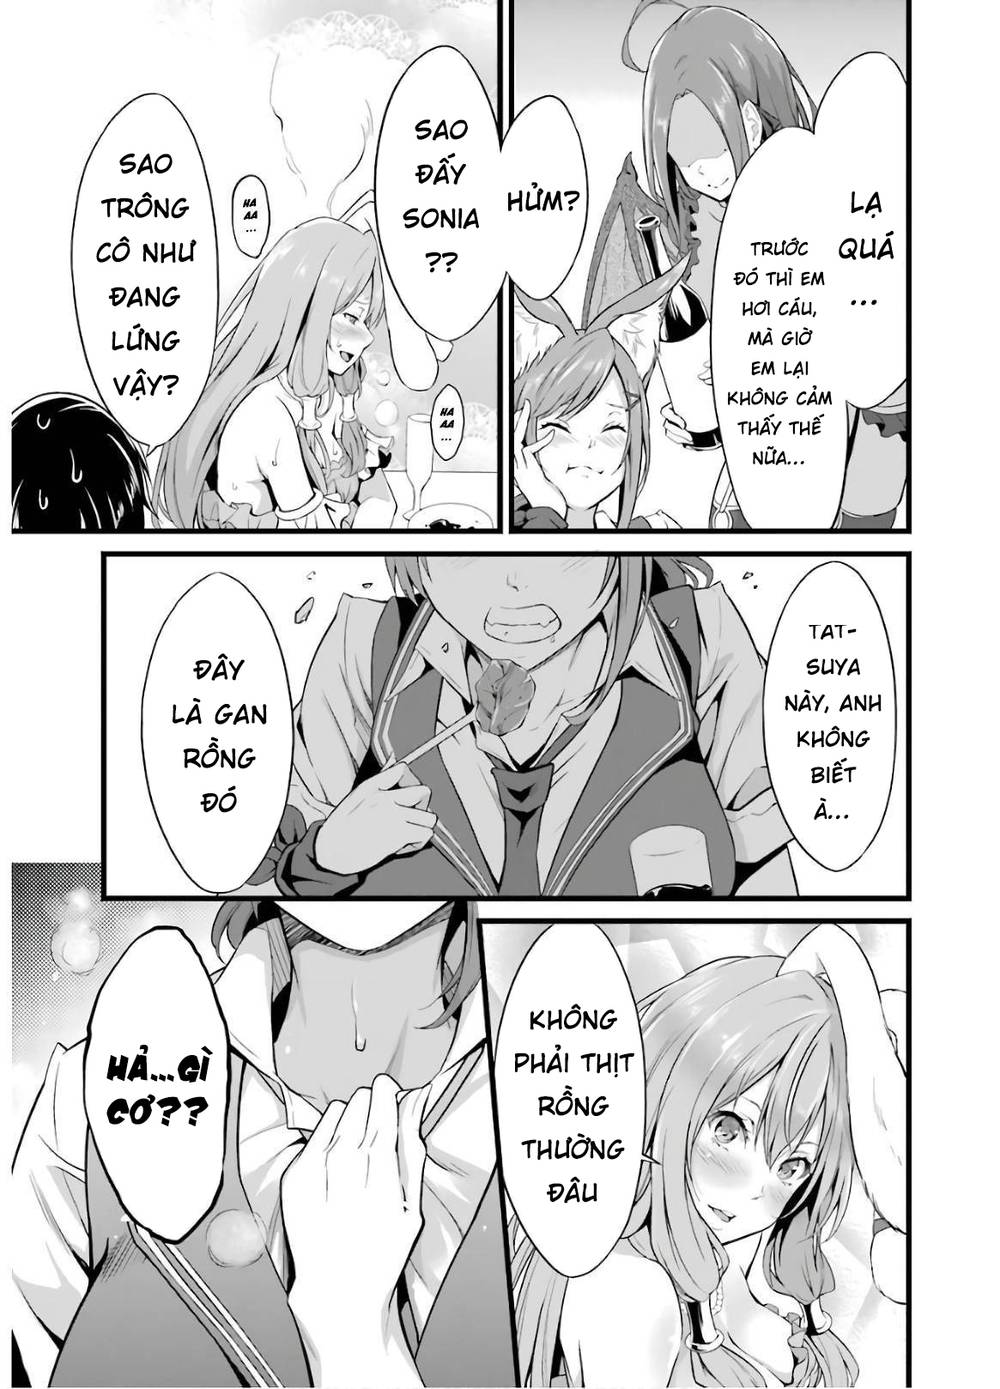 LẠ
QUÁ
...
TRƯỚC
ĐÓ THÌ EM
HƠI CÁU,
MÀ GIỜ
EM LẠI
KHÔNG CẢM
THẤY THẾ
NỮA...
HỬM?
SAO
ĐẤY
SONIA
??
HA
AA
...
HA
AA
...
SAO
TRÔNG
CÔ NHƯ
ĐANG
LỨNG
VẬY?
TAT-
SUYA
NÀY, ANH
KHÔNG
BIẾT
À...
ĐÂY
LÀ GAN
RỒNG
ĐÓ
KHÔNG
PHẢI THỊT
RỒNG
THƯỜNG
ĐÂU
HẢ...GÌ
CƠ??